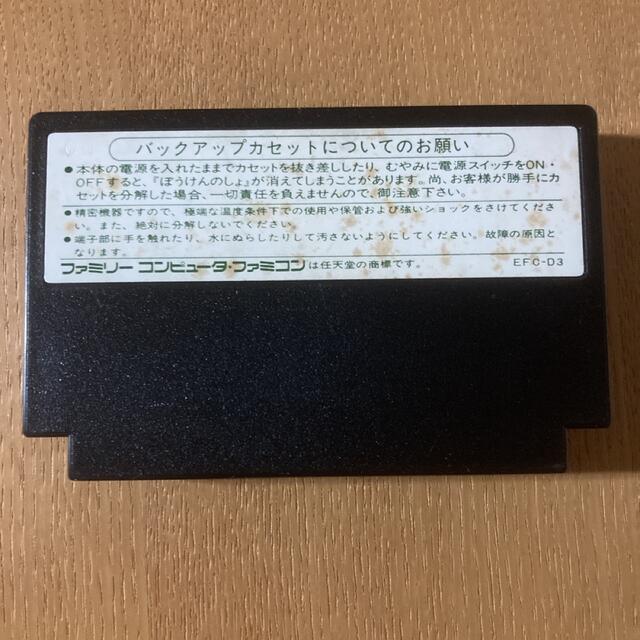 バックアップカセットについてのお願い
●本体の電源を入れたままでカセットを抜き差ししたり、むやみに電源スイッチをON・
OFFすると、『ぼうけんのしょ』が消えてしまうことがあります。尚、お客様が勝手にカ
セットを分解した場合、一切責任を負えませんので、御注意下さい。
●精密機器ですので、極端な温度条件下での使用や保管および強いショックをさけてくださ
い。また、絶対に分解しないでください。
●端子部に手を触れたり、水にぬらしたりして汚さないようにしてください。故障の原因と
なります。
ファミリーコンピュータ・ファミコンは任天堂の商標です。 EFC-D3